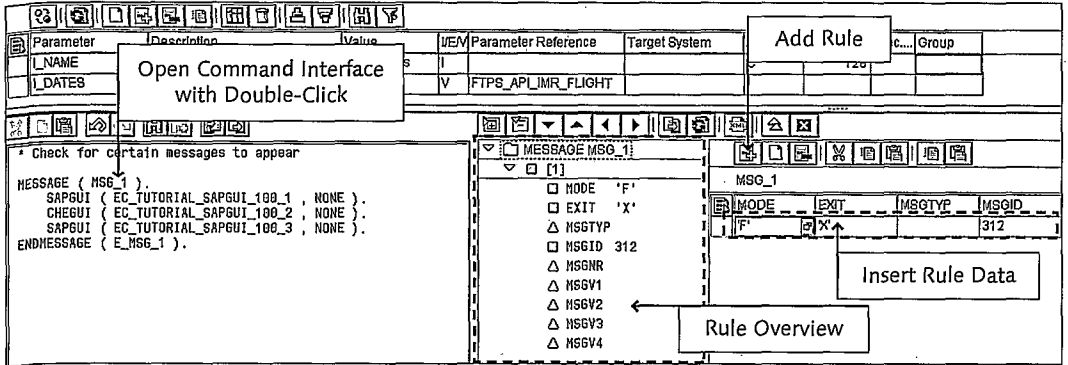 Parameter Description Value I/E/V Parameter Reference Target System c.... Group
Add Rule
I_NAME S I 128
I_DATES V FTPS_API_IMR_FLIGHT
Open Command Interface
with Double-Click
* Check for certain messages to appear
MESSAGE ( MSG_1 ).
SAPGUI ( EC_TUTORIAL_SAPGUI_100_1 , NONE ).
CHEGUI ( EC_TUTORIAL_SAPGUI_100_2 , NONE ).
SAPGUI ( EC_TUTORIAL_SAPGUI_100_3 , NONE ).
ENDMESSAGE ( E_MSG_1 ).
MESSAGE MSG_1
[1]
MODE 'F'
EXIT 'X'
MSGTYP
MSGID 312
MSGNR
MSGV1
MSGV2
MSGV3
MSGV4
Rule Overview
MSG_1
MODE EXIT MSGTYP MSGID
1 'F' 'X' 312
Insert Rule Data